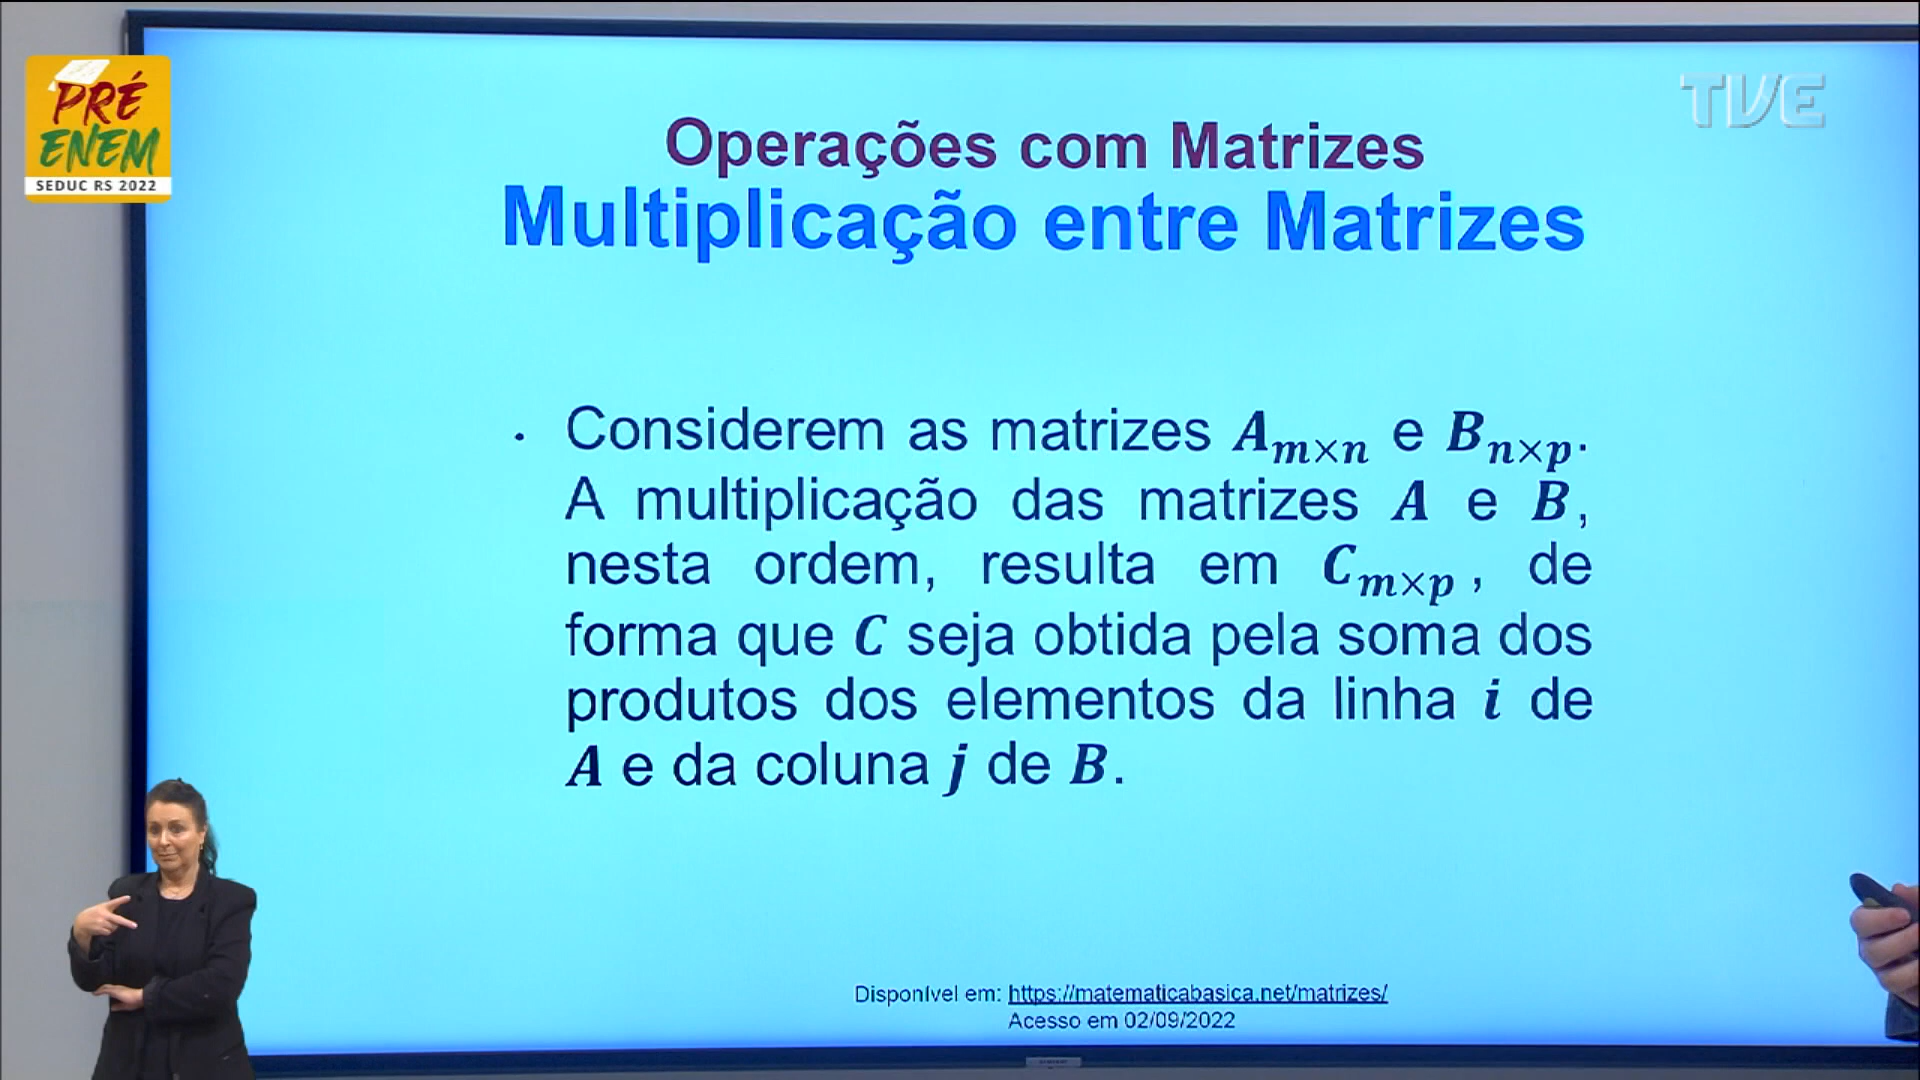 PRÉ
ENEM
SEDUC RS 2022
TVE
Operações com Matrizes
Multiplicação entre Matrizes
• Considerem as matrizes A_{m×n} e B_{n×p}.
A multiplicação das matrizes A e B,
nesta ordem, resulta em C_{m×p}, de
forma que C seja obtida pela soma dos
produtos dos elementos da linha i de
A e da coluna j de B.
Disponível em: https://matematicabasica.net/matrizes/
Acesso em 02/09/2022